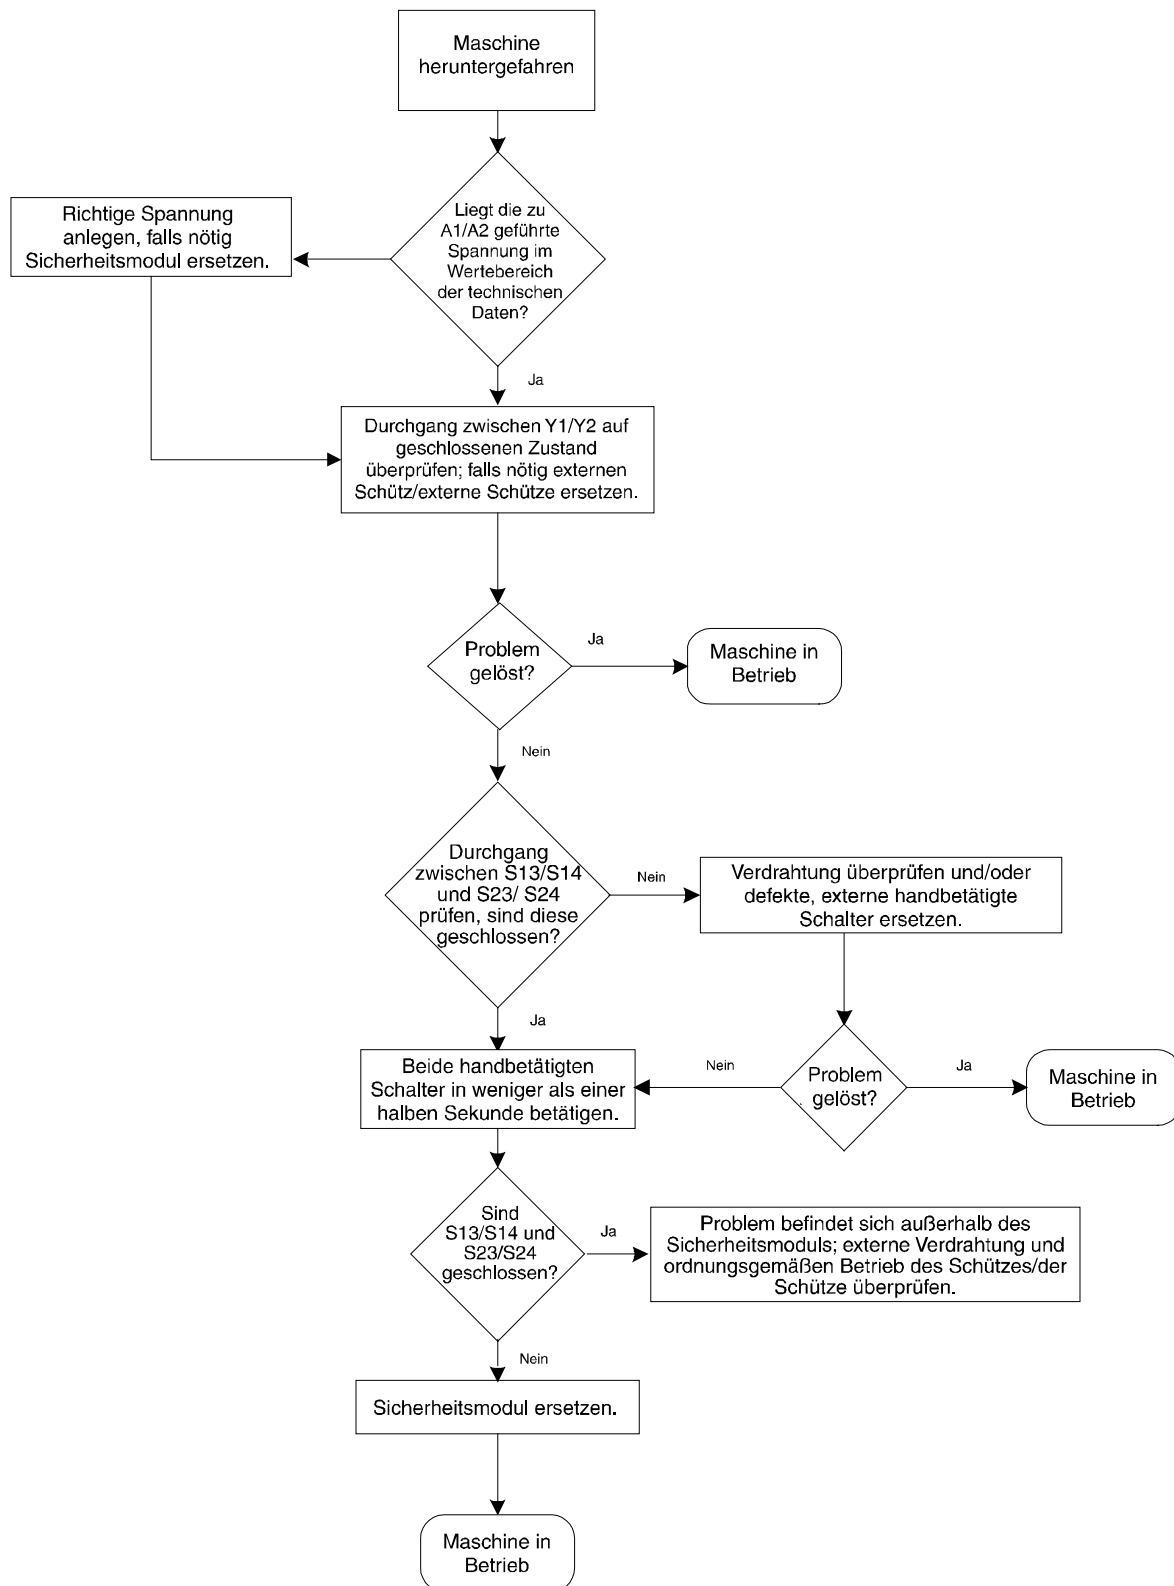 Maschine
heruntergefahren
Liegt die zu
A1/A2 geführte
Spannung im
Wertebereich
der technischen
Daten?
Richtige Spannung
anlegen, falls nötig
Sicherheitsmodul ersetzen.
Ja
Durchgang zwischen Y1/Y2 auf
geschlossenen Zustand
überprüfen; falls nötig externen
Schütz/externe Schütze ersetzen.
Problem
gelöst?
Ja
Maschine in
Betrieb
Nein
Durchgang
zwischen S13/S14
und S23/ S24
prüfen, sind diese
geschlossen?
Nein
Verdrahtung überprüfen und/oder
defekte, externe handbetätigte
Schalter ersetzen.
Ja
Beide handbetätigten
Schalter in weniger als einer
halben Sekunde betätigen.
Nein
Problem
gelöst?
Ja
Maschine in
Betrieb
Sind
S13/S14 und
S23/S24
geschlossen?
Ja
Problem befindet sich außerhalb des
Sicherheitsmoduls; externe Verdrahtung und
ordnungsgemäßen Betrieb des Schützes/der
Schütze überprüfen.
Nein
Sicherheitsmodul ersetzen.
Maschine in
Betrieb